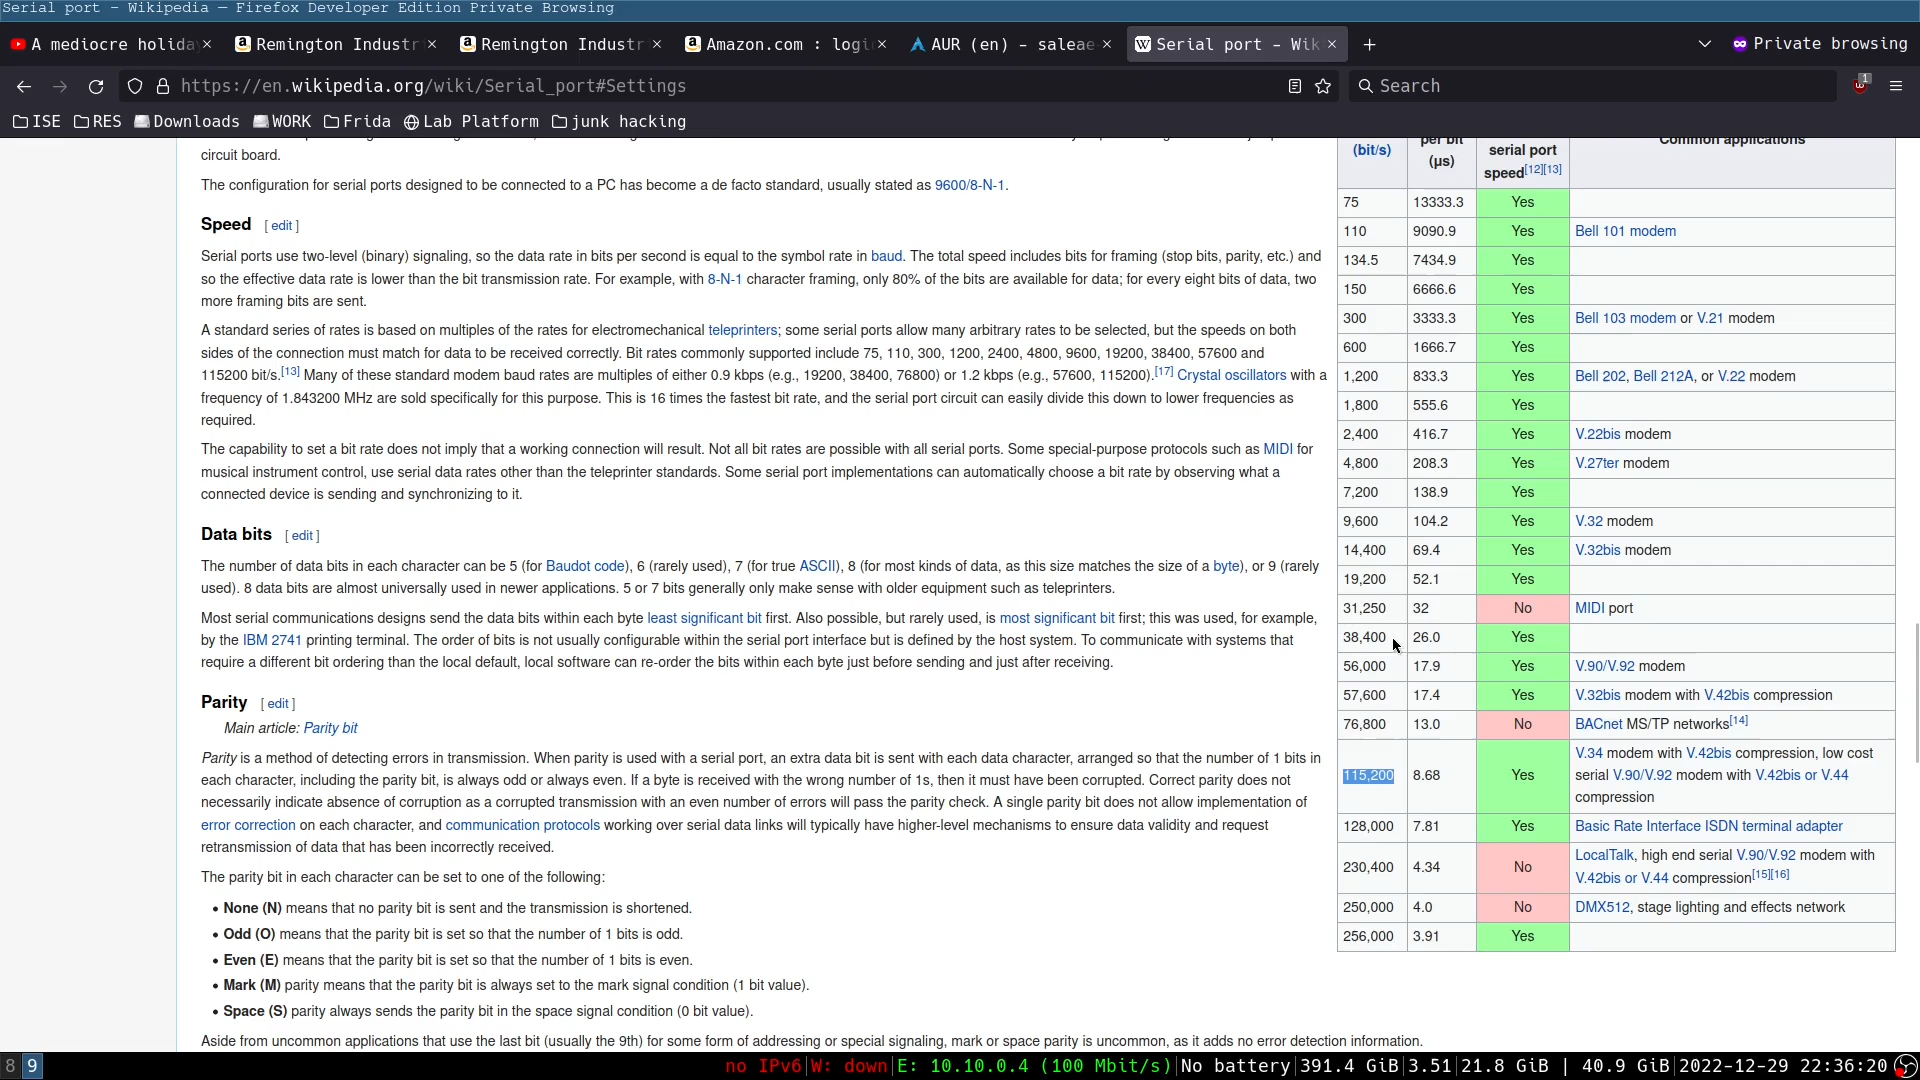 Serial port - Wikipedia — Firefox Developer Edition Private Browsing
A mediocre holida
Remington Industr
Remington Industr
Amazon.com : logi
AUR (en) - saleae
Serial port - Wik
Private browsing
https://en.wikipedia.org/wiki/Serial_port#Settings
Search
1
ISE
RES
Downloads
WORK
Frida
Lab Platform
junk hacking
circuit board.
The configuration for serial ports designed to be connected to a PC has become a de facto standard, usually stated as 9600/8-N-1.
Speed [ edit ]
Serial ports use two-level (binary) signaling, so the data rate in bits per second is equal to the symbol rate in baud. The total speed includes bits for framing (stop bits, parity, etc.) and
so the effective data rate is lower than the bit transmission rate. For example, with 8-N-1 character framing, only 80% of the bits are available for data; for every eight bits of data, two
more framing bits are sent.
A standard series of rates is based on multiples of the rates for electromechanical teleprinters; some serial ports allow many arbitrary rates to be selected, but the speeds on both
sides of the connection must match for data to be received correctly. Bit rates commonly supported include 75, 110, 300, 1200, 2400, 4800, 9600, 19200, 38400, 57600 and
115200 bit/s.[13] Many of these standard modem baud rates are multiples of either 0.9 kbps (e.g., 19200, 38400, 76800) or 1.2 kbps (e.g., 57600, 115200).[17] Crystal oscillators with a
frequency of 1.843200 MHz are sold specifically for this purpose. This is 16 times the fastest bit rate, and the serial port circuit can easily divide this down to lower frequencies as
required.
The capability to set a bit rate does not imply that a working connection will result. Not all bit rates are possible with all serial ports. Some special-purpose protocols such as MIDI for
musical instrument control, use serial data rates other than the teleprinter standards. Some serial port implementations can automatically choose a bit rate by observing what a
connected device is sending and synchronizing to it.
Data bits [ edit ]
The number of data bits in each character can be 5 (for Baudot code), 6 (rarely used), 7 (for true ASCII), 8 (for most kinds of data, as this size matches the size of a byte), or 9 (rarely
used). 8 data bits are almost universally used in newer applications. 5 or 7 bits generally only make sense with older equipment such as teleprinters.
Most serial communications designs send the data bits within each byte least significant bit first. Also possible, but rarely used, is most significant bit first; this was used, for example,
by the IBM 2741 printing terminal. The order of bits is not usually configurable within the serial port interface but is defined by the host system. To communicate with systems that
require a different bit ordering than the local default, local software can re-order the bits within each byte just before sending and just after receiving.
Parity [ edit ]
Main article: Parity bit
Parity is a method of detecting errors in transmission. When parity is used with a serial port, an extra data bit is sent with each data character, arranged so that the number of 1 bits in
each character, including the parity bit, is always odd or always even. If a byte is received with the wrong number of 1s, then it must have been corrupted. Correct parity does not
necessarily indicate absence of corruption as a corrupted transmission with an even number of errors will pass the parity check. A single parity bit does not allow implementation of
error correction on each character, and communication protocols working over serial data links will typically have higher-level mechanisms to ensure data validity and request
retransmission of data that has been incorrectly received.
The parity bit in each character can be set to one of the following:
• None (N) means that no parity bit is sent and the transmission is shortened.
• Odd (O) means that the parity bit is set so that the number of 1 bits is odd.
• Even (E) means that the parity bit is set so that the number of 1 bits is even.
• Mark (M) parity means that the parity bit is always set to the mark signal condition (1 bit value).
• Space (S) parity always sends the parity bit in the space signal condition (0 bit value).
Aside from uncommon applications that use the last bit (usually the 9th) for some form of addressing or special signaling, mark or space parity is uncommon, as it adds no error detection information.
(bit/s) per bit (µs) serial port speed[12][13] Common applications
75 13333.3 Yes
110 9090.9 Yes Bell 101 modem
134.5 7434.9 Yes
150 6666.6 Yes
300 3333.3 Yes Bell 103 modem or V.21 modem
600 1666.7 Yes
1,200 833.3 Yes Bell 202, Bell 212A, or V.22 modem
1,800 555.6 Yes
2,400 416.7 Yes V.22bis modem
4,800 208.3 Yes V.27ter modem
7,200 138.9 Yes
9,600 104.2 Yes V.32 modem
14,400 69.4 Yes V.32bis modem
19,200 52.1 Yes
31,250 32 No MIDI port
38,400 26.0 Yes
56,000 17.9 Yes V.90/V.92 modem
57,600 17.4 Yes V.32bis modem with V.42bis compression
76,800 13.0 No BACnet MS/TP networks[14]
115,200 8.68 Yes V.34 modem with V.42bis compression, low cost
serial V.90/V.92 modem with V.42bis or V.44
compression
128,000 7.81 Yes Basic Rate Interface ISDN terminal adapter
230,400 4.34 No LocalTalk, high end serial V.90/V.92 modem with
V.42bis or V.44 compression[15][16]
250,000 4.0 No DMX512, stage lighting and effects network
256,000 3.91 Yes
8 9 no IPv6|W: down|E: 10.10.0.4 (100 Mbit/s)|No battery|391.4 GiB|3.51|21.8 GiB | 40.9 GiB|2022-12-29 22:36:20